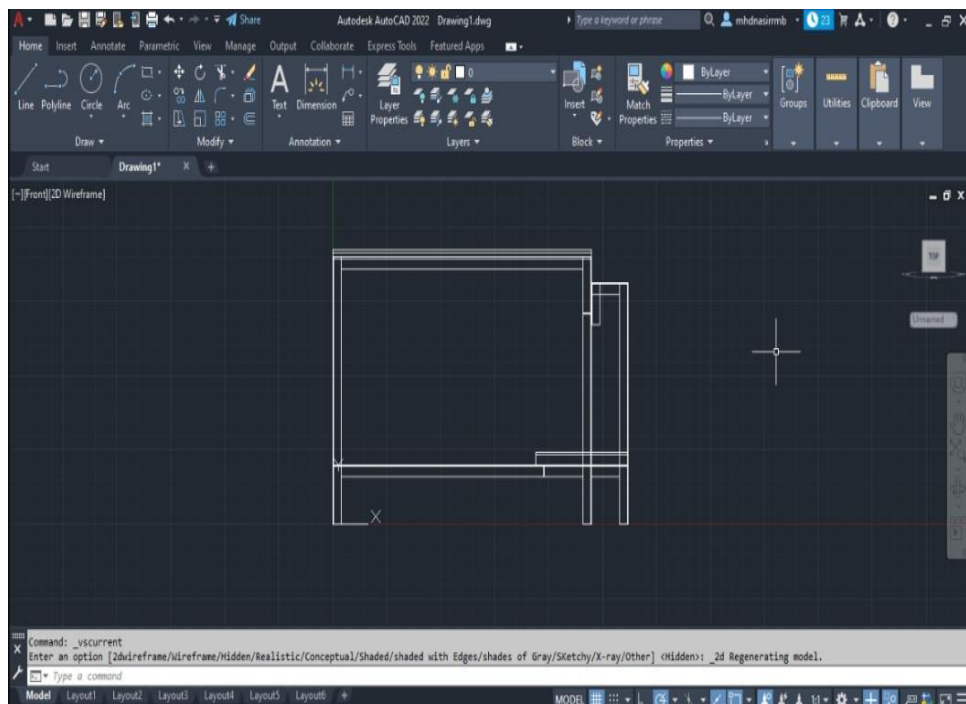 Share
Autodesk AutoCAD 2022 Drawing1.dwg
Type a keyword or phrase
mhdnasirmb
23
Home Insert Annotate Parametric View Manage Output Collaborate Express Tools Featured Apps
Line Polyline Circle Arc
Text Dimension
Layer Properties
0
Insert
Match Properties
ByLayer
ByLayer
ByLayer
Groups Utilities Clipboard View
Draw Modify Annotation Layers Block Properties
Start Drawing1*
[-][Front][2D Wireframe]
TOP
Unnamed
Y
X
Command: _vscurrent
Enter an option [2dwireframe/Wireframe/Hidden/Realistic/Conceptual/Shaded/shaded with Edges/shades of Gray/SKetchy/X-ray/Other] <Hidden>: _2d Regenerating model.
Type a command
Model Layout1 Layout2 Layout3 Layout4 Layout5 Layout6 +
MODEL 1:1